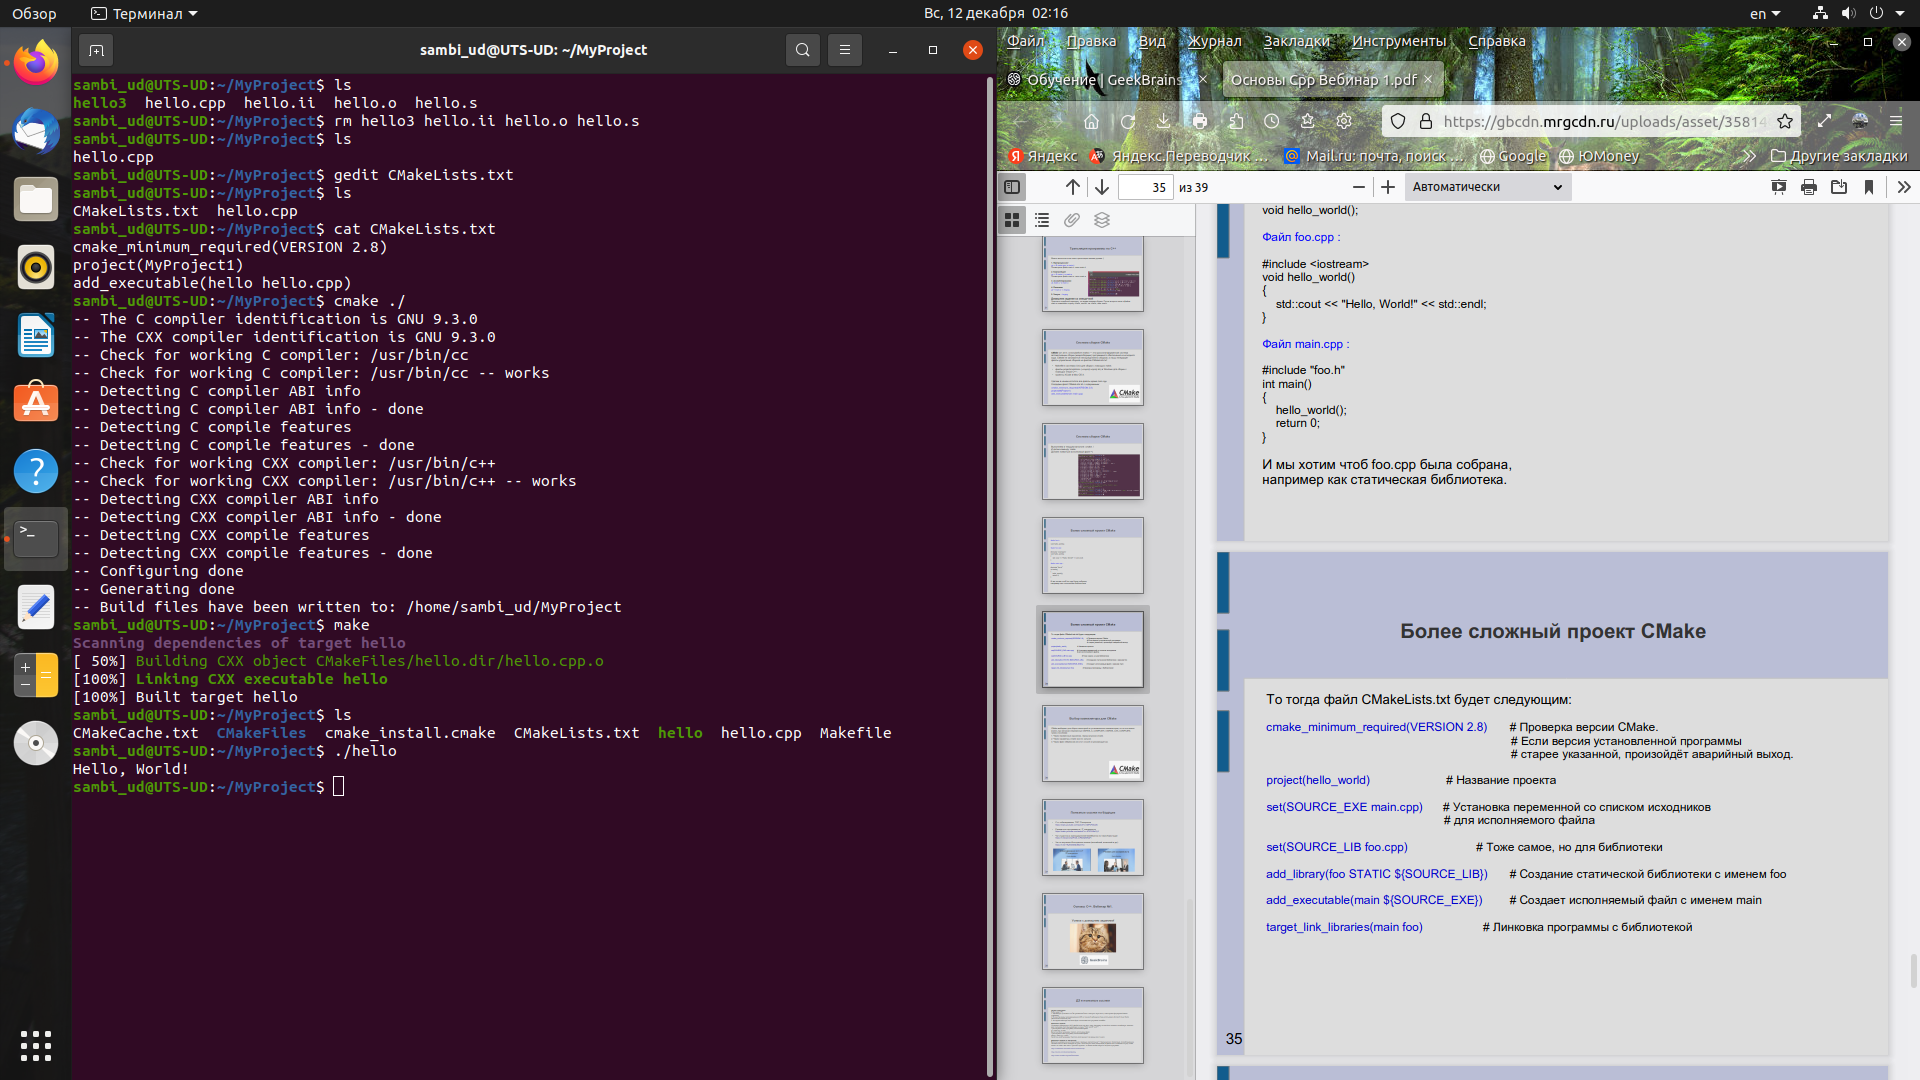 Обзор
Терминал
Вс, 12 декабря 02:16
en
sambi_ud@UTS-UD: ~/MyProject
sambi_ud@UTS-UD:~/MyProject$ ls
hello3 hello.cpp hello.ii hello.o hello.s
sambi_ud@UTS-UD:~/MyProject$ rm hello3 hello.ii hello.o hello.s
sambi_ud@UTS-UD:~/MyProject$ ls
hello.cpp
sambi_ud@UTS-UD:~/MyProject$ gedit CMakeLists.txt
sambi_ud@UTS-UD:~/MyProject$ ls
CMakeLists.txt hello.cpp
sambi_ud@UTS-UD:~/MyProject$ cat CMakeLists.txt
cmake_minimum_required(VERSION 2.8)
project(MyProject1)
add_executable(hello hello.cpp)
sambi_ud@UTS-UD:~/MyProject$ cmake ./
-- The C compiler identification is GNU 9.3.0
-- The CXX compiler identification is GNU 9.3.0
-- Check for working C compiler: /usr/bin/cc
-- Check for working C compiler: /usr/bin/cc -- works
-- Detecting C compiler ABI info
-- Detecting C compiler ABI info - done
-- Detecting C compile features
-- Detecting C compile features - done
-- Check for working CXX compiler: /usr/bin/c++
-- Check for working CXX compiler: /usr/bin/c++ -- works
-- Detecting CXX compiler ABI info
-- Detecting CXX compiler ABI info - done
-- Detecting CXX compile features
-- Detecting CXX compile features - done
-- Configuring done
-- Generating done
-- Build files have been written to: /home/sambi_ud/MyProject
sambi_ud@UTS-UD:~/MyProject$ make
Scanning dependencies of target hello
[ 50%] Building CXX object CMakeFiles/hello.dir/hello.cpp.o
[100%] Linking CXX executable hello
[100%] Built target hello
sambi_ud@UTS-UD:~/MyProject$ ls
CMakeCache.txt CMakeFiles cmake_install.cmake CMakeLists.txt hello hello.cpp Makefile
sambi_ud@UTS-UD:~/MyProject$ ./hello
Hello, World!
sambi_ud@UTS-UD:~/MyProject$
Файл Правка Вид Журнал Закладки Инструменты Справка
Обучение | GeekBrains
Основы Cpp Вебинар 1.pdf
https://gbcdn.mrgcdn.ru/uploads/asset/35814
Яндекс
Яндекс.Переводчик ...
Mail.ru: почта, поиск ...
Google
ЮMoney
Другие закладки
35 из 39
Автоматически
void hello_world();
Файл foo.cpp :
#include <iostream>
void hello_world()
{
std::cout << "Hello, World!" << std::endl;
}
Файл main.cpp :
#include "foo.h"
int main()
{
hello_world();
return 0;
}
И мы хотим чтоб foo.cpp была собрана,
например как статическая библиотека.
Более сложный проект CMake
То тогда файл CMakeLists.txt будет следующим:
cmake_minimum_required(VERSION 2.8) # Проверка версии CMake.
# Если версия установленной программы
# старее указанной, произойдёт аварийный выход.
project(hello_world) # Название проекта
set(SOURCE_EXE main.cpp) # Установка переменной со списком исходников
# для исполняемого файла
set(SOURCE_LIB foo.cpp) # Тоже самое, но для библиотеки
add_library(foo STATIC ${SOURCE_LIB}) # Создание статической библиотеки с именем foo
add_executable(main ${SOURCE_EXE}) # Создает исполняемый файл с именем main
target_link_libraries(main foo) # Линковка программы с библиотекой
35